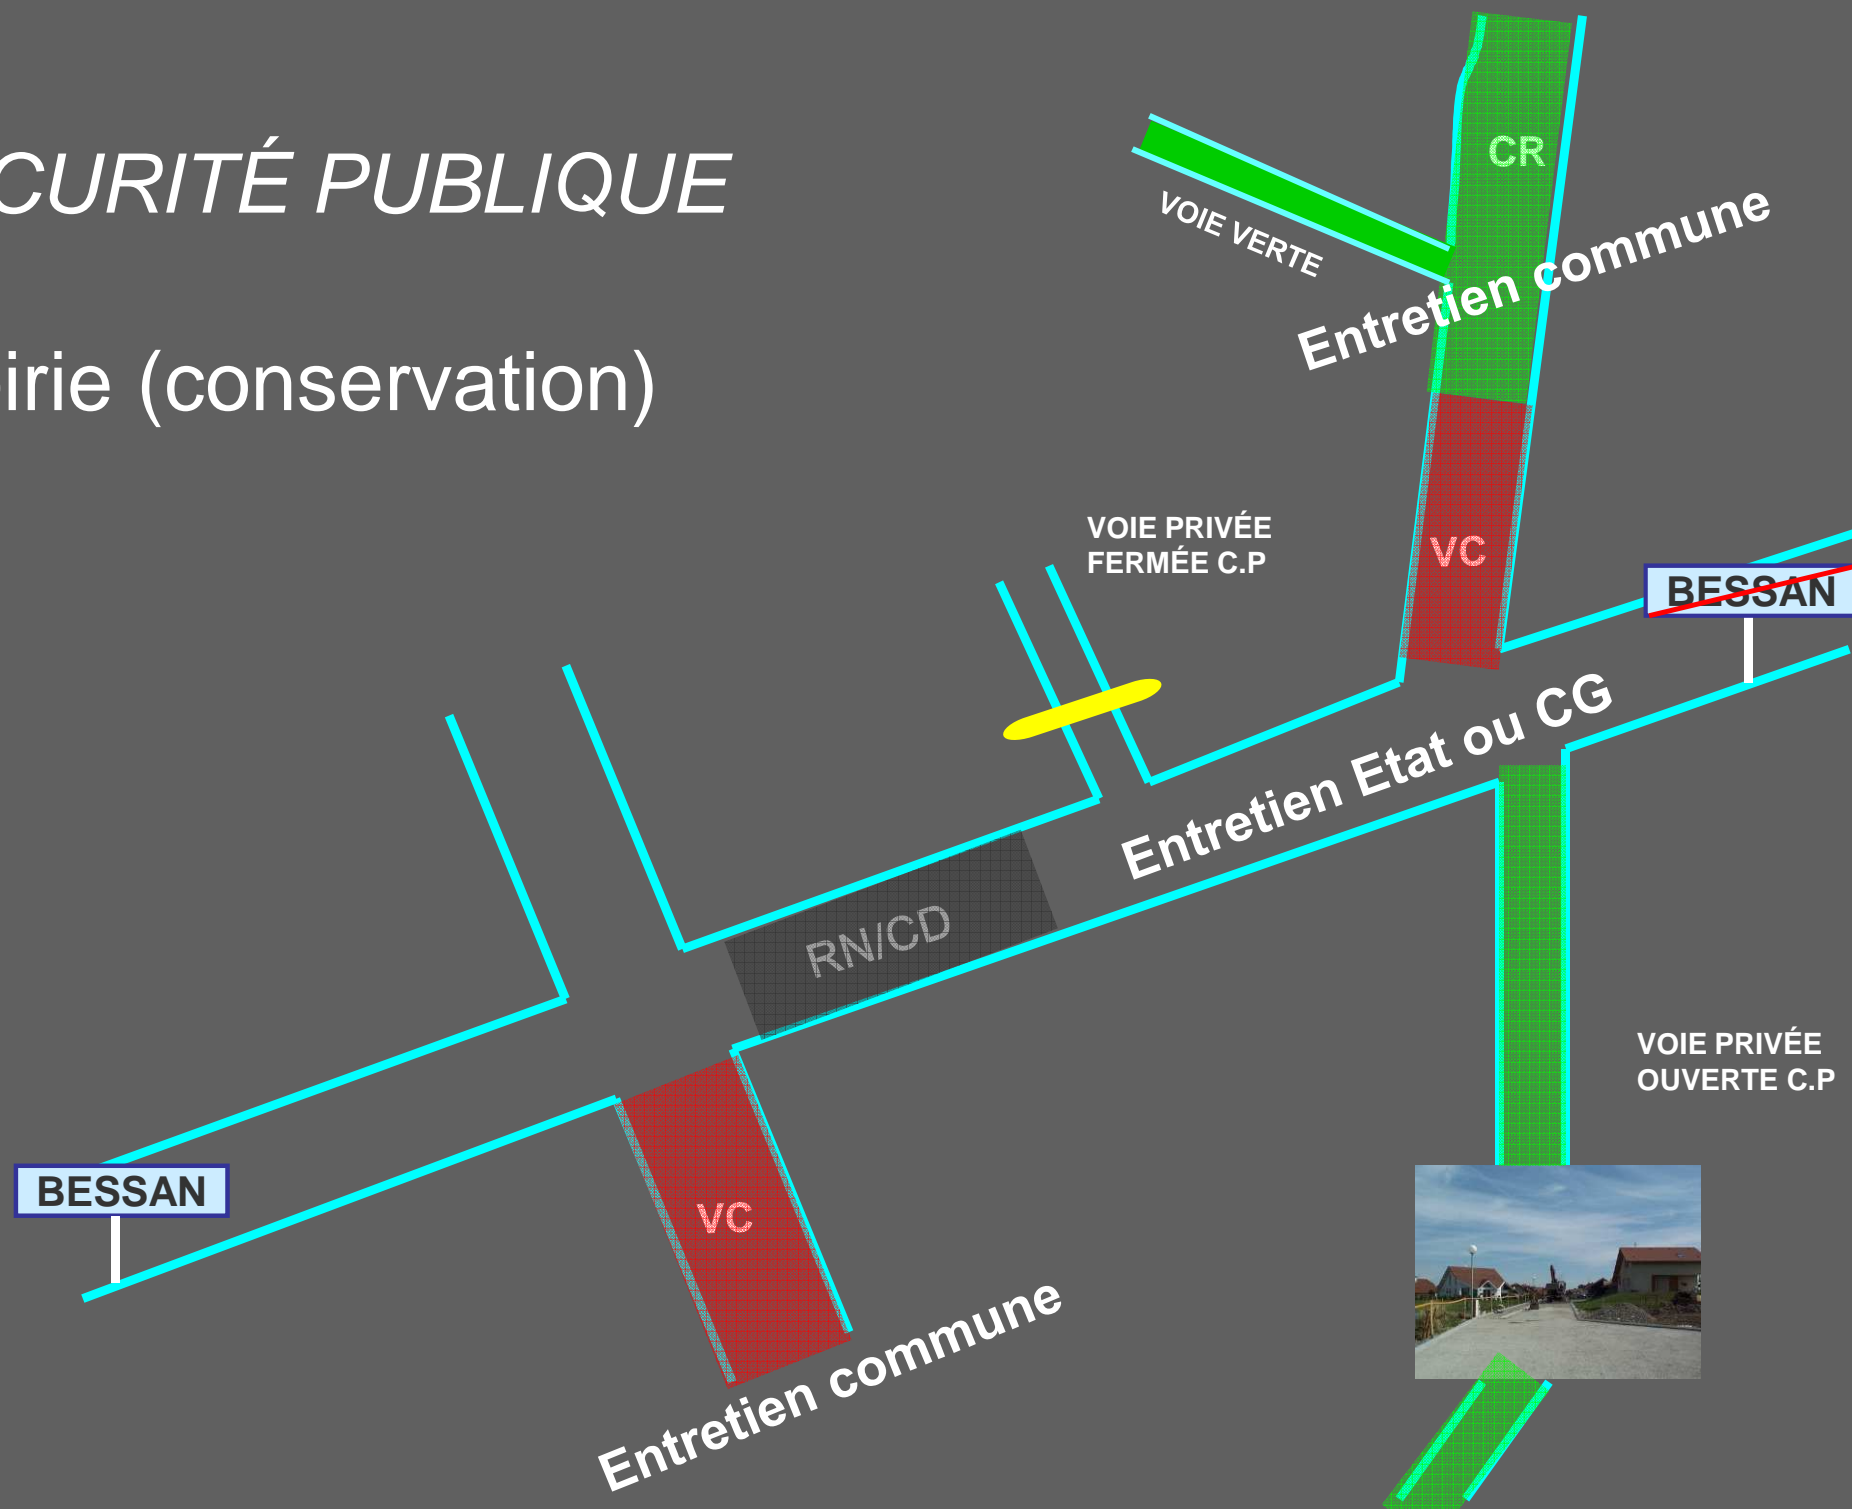 CURITÉ PUBLIQUE
irie (conservation)
CR
VOIE VERTE
Entretien commune
VOIE PRIVÉE
FERMÉE C.P
VC
BESSAN
Entretien Etat ou CG
RN/CD
VOIE PRIVÉE
OUVERTE C.P
BESSAN
VC
Entretien commune